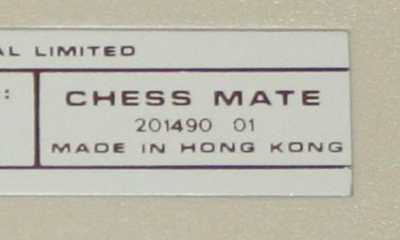 AL LIMITED
:
CHESS MATE
201490 01
MADE IN HONG KONG